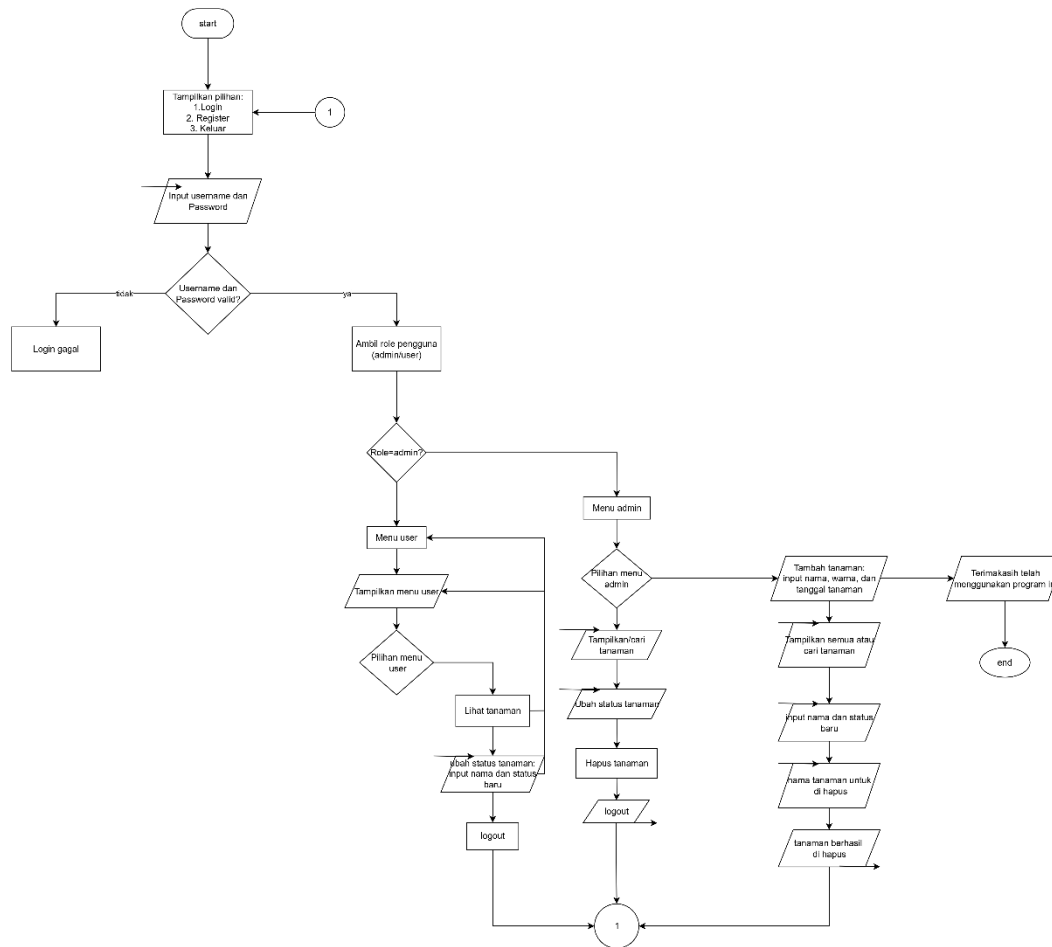 start
Tampilkan pilihan:
1.Login
2. Register
3. Keluar
1
Input username dan
Password
Username dan
Password valid?
tidak
ya
Login gagal
Ambil role pengguna
(admin/user)
Role=admin?
Menu user
Menu admin
Tampilkan menu user
Pilihan menu
admin
Tambah tanaman:
input nama, warna, dan
tanggal tanaman
Terimakasih telah
menggunakan program
Pilihan menu
user
Tampilkan/cari
tanaman
Tampilkan semua atau
cari tanaman
end
Lihat tanaman
Ubah status tanaman
input nama dan status
baru
ubah status tanaman:
input nama dan status
baru
Hapus tanaman
nama tanaman untuk
di hapus
logout
logout
tanaman berhasil
di hapus
1